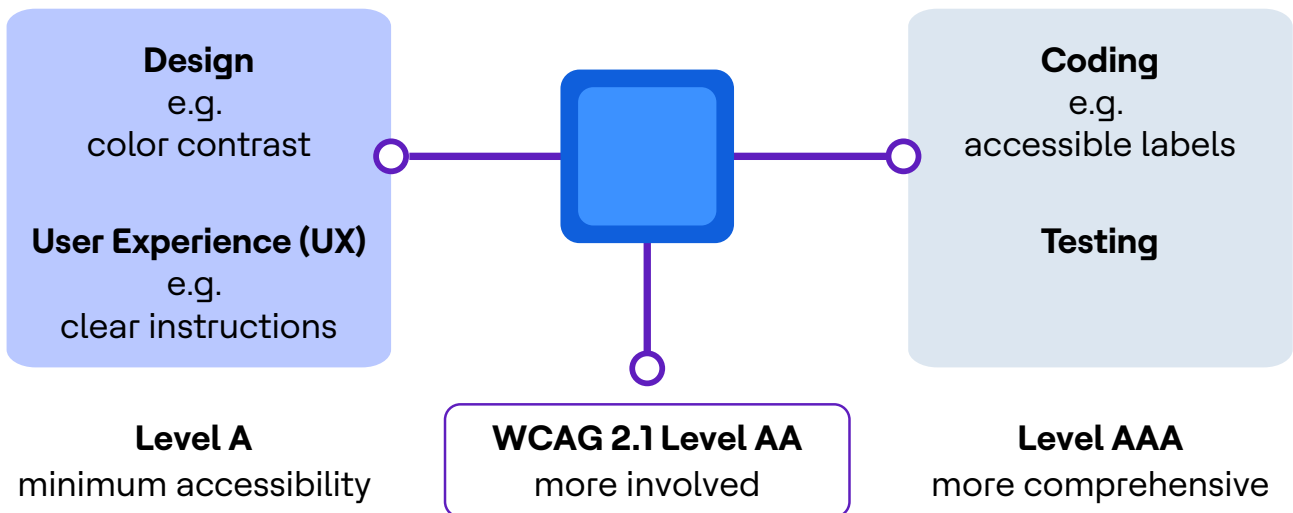 Design
e.g.
color contrast
User Experience (UX)
e.g.
clear instructions
Coding
e.g.
accessible labels
Testing
Level A
minimum accessibility
WCAG 2.1 Level AA
more involved
Level AAA
more comprehensive